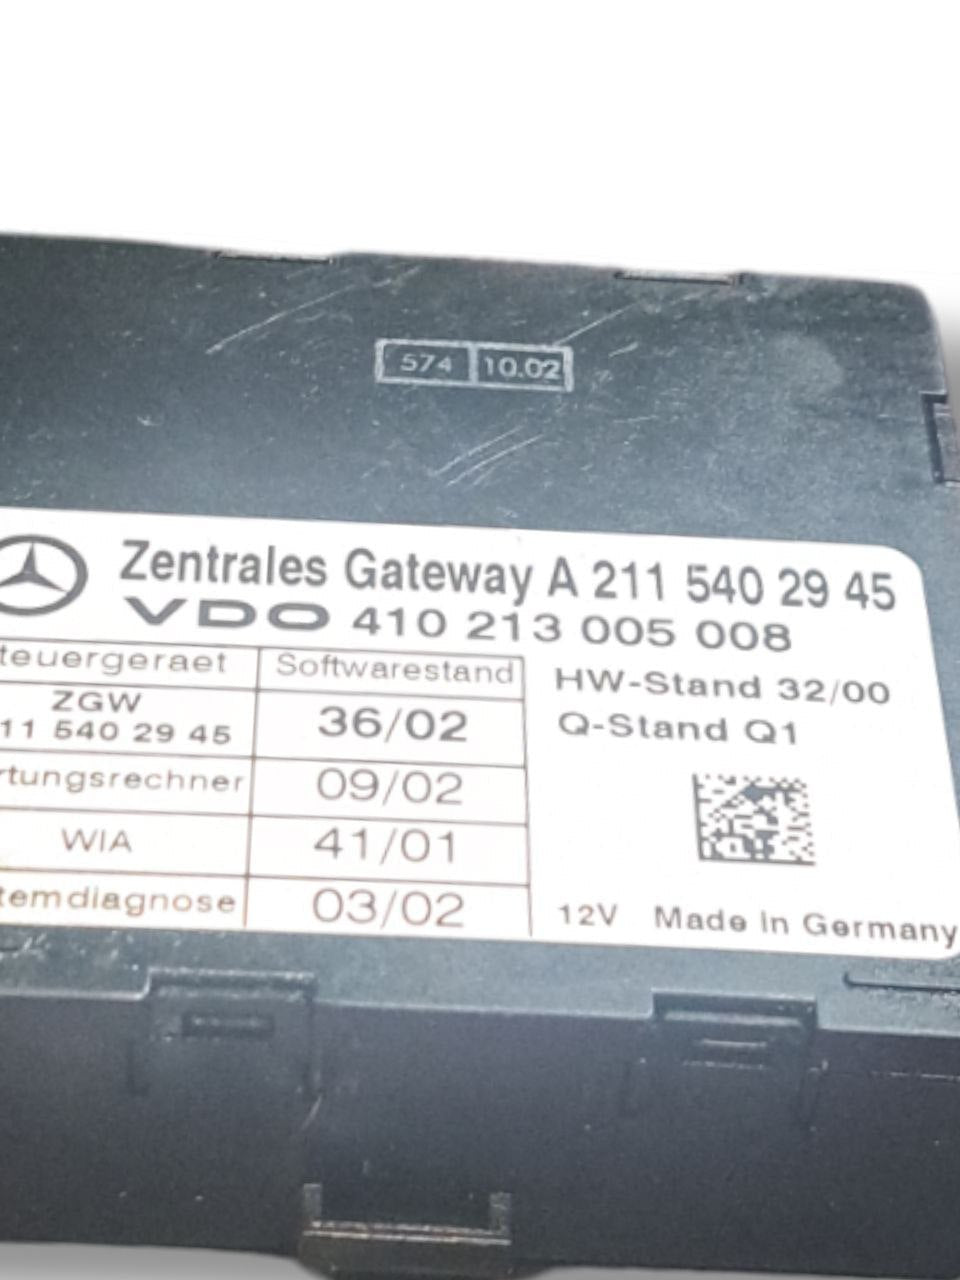 574 10.02
Zentrales Gateway A 211 540 29 45
VDO 410 213 005 008
teuergeraet Softwarestand
HW-Stand 32/00
ZGW
11 540 29 45 36/02
Q-Stand Q1
rtungsrechner 09/02
WIA 41/01
temdiagnose 03/02
12V Made in Germany